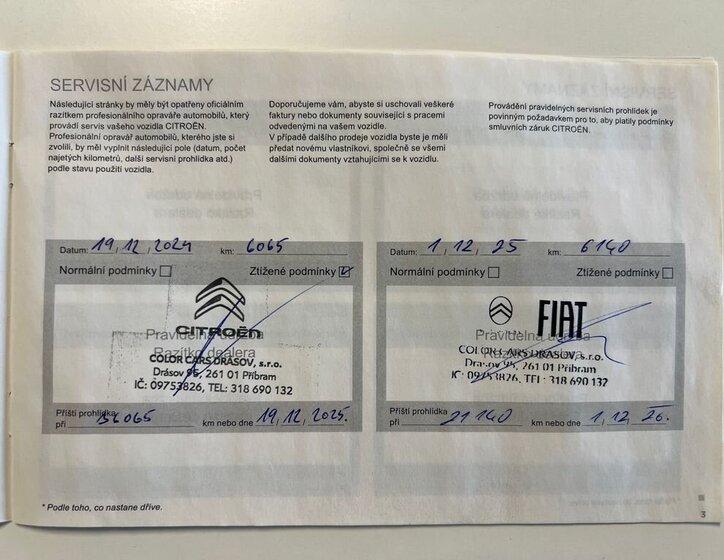 SERVISNÍ ZÁZNAMY
Následující stránky by měly být opatřeny oficiálním
razítkem profesionálního opraváře automobilů, který
provádí servis vašeho vozidla CITROËN.
Profesionální opravář automobilů, kterého jste si
zvolili, by měl vyplnit následující pole (datum, počet
najetých kilometrů, další servisní prohlídka atd.)
podle stavu použití vozidla.
Doporučujeme vám, abyste si uschovali veškeré
faktury nebo dokumenty související s pracemi
odvedenými na vašem vozidle.
V případě dalšího prodeje vozidla byste je měli
předat novému vlastníkovi, společně se všemi
dalšími dokumenty vztahujícími se k vozidlu.
Provádění pravidelných servisních prohlídek je
povinným požadavkem pro to, aby platily podmínky
smluvních záruk CITROËN.
Datum: 19,12,2024 km: 6065
Normální podmínky Ztížené podmínky
CITROËN
Pravidelná údržba
Razítko dealera
COLOR CARS DRÁSOV, s.r.o.
Drásov 95, 261 01 Příbram
IČ: 09753826, TEL: 318 690 132
Příští prohlídka
při km nebo dne 19,12,2025.
Datum: 1,12,25 km: 6140
Normální podmínky Ztížené podmínky
FIAT
Pravidelná údržba
Razítko dealera
COLOR CARS DRÁSOV, s.r.o.
Drásov 95, 261 01 Příbram
IČ: 09753826, TEL: 318 690 132
Příští prohlídka
při 21140 km nebo dne 1,12,26.
* Podle toho, co nastane dříve.
3